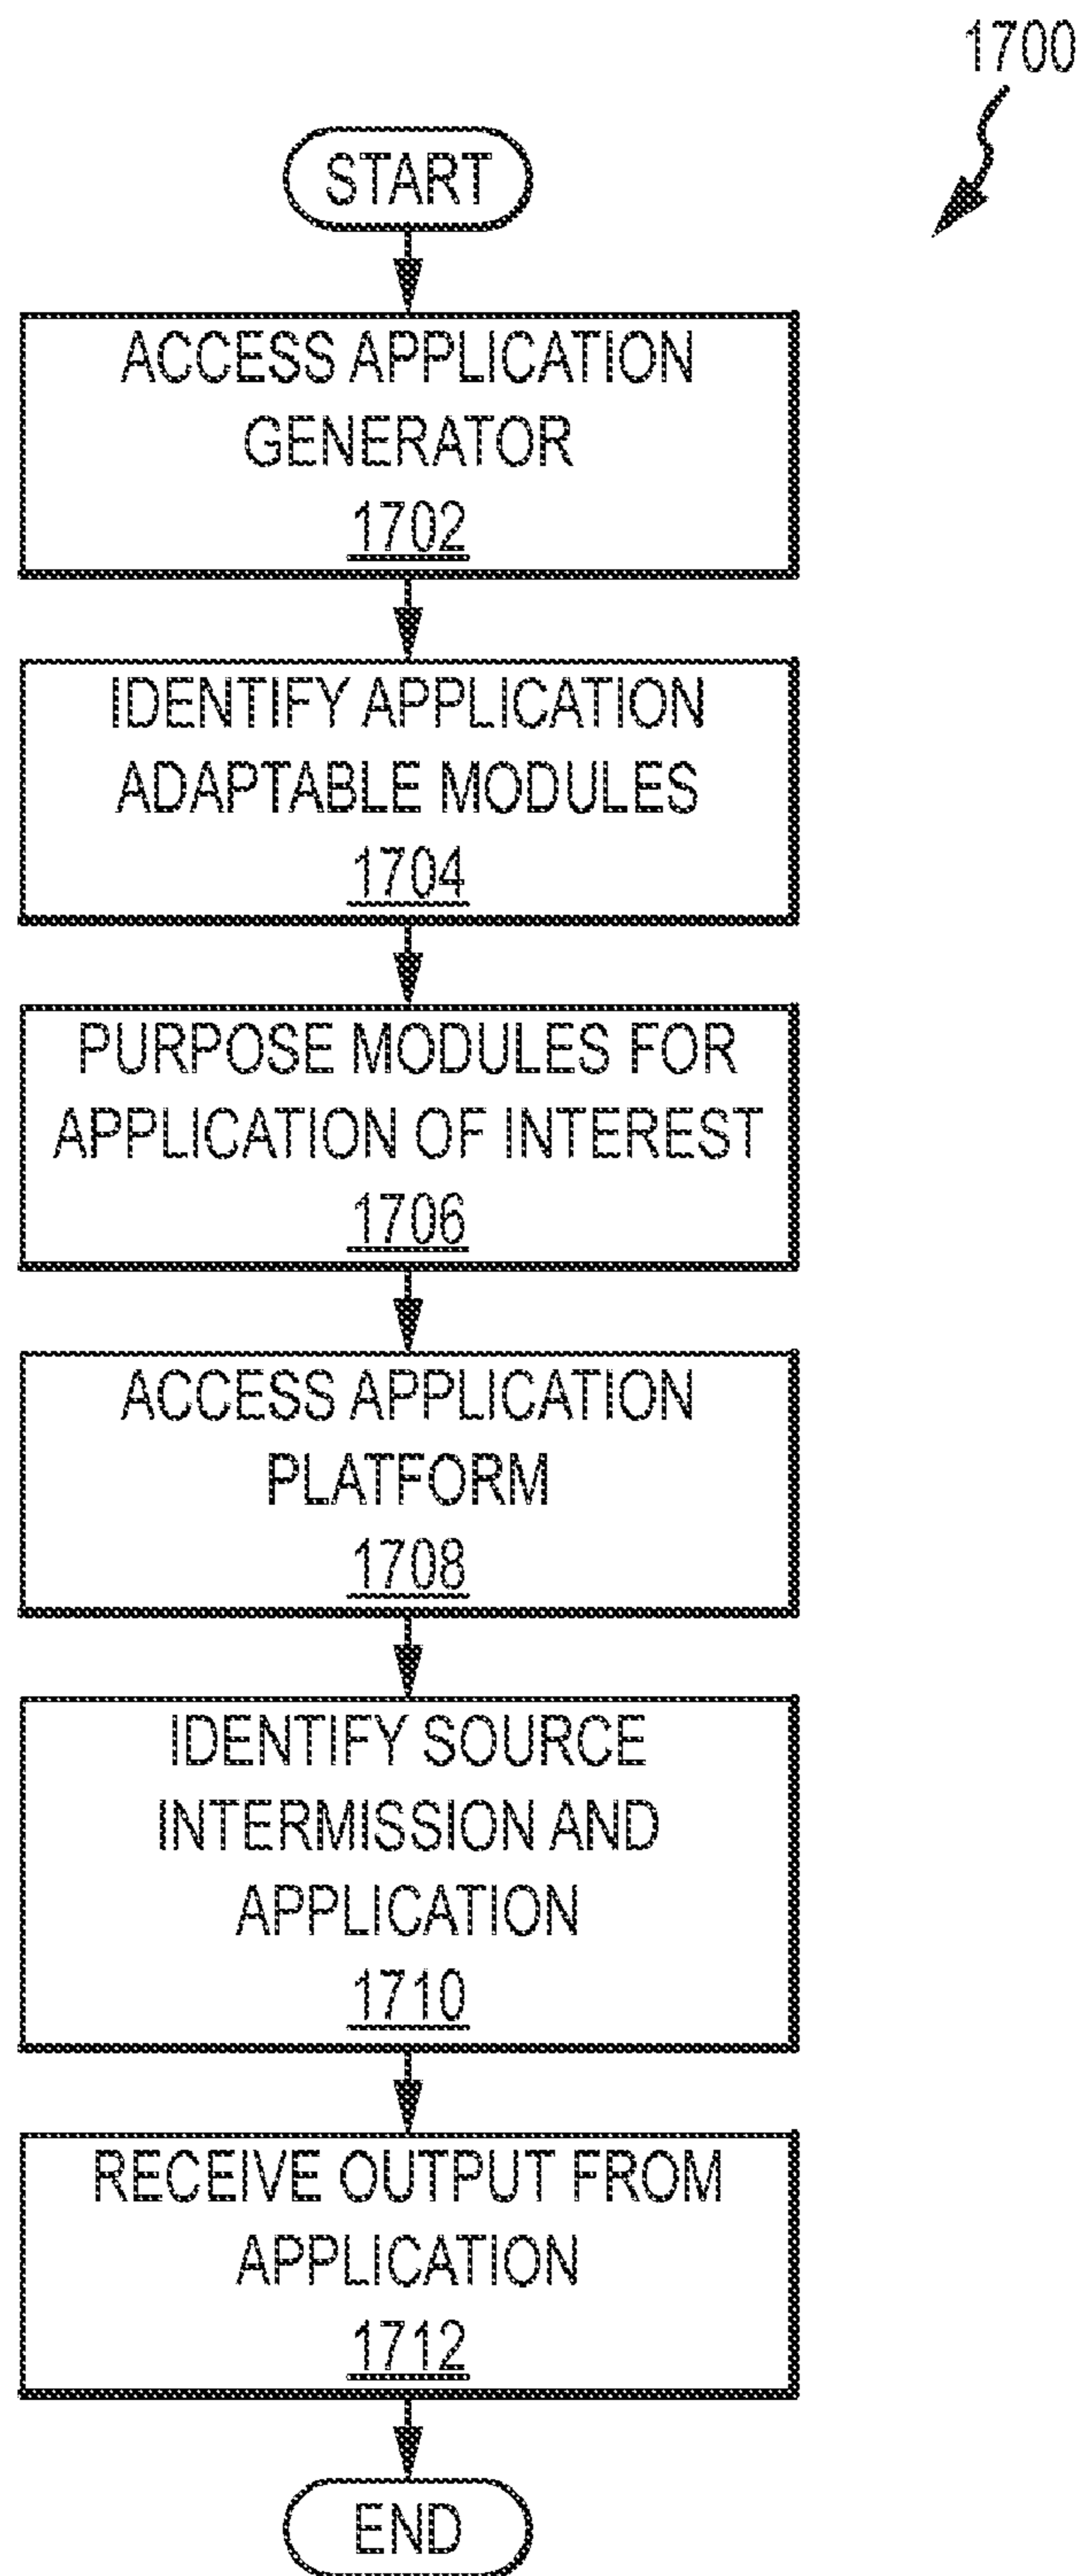 1700
START
ACCESS APPLICATION
GENERATOR
1702
IDENTIFY APPLICATION
ADAPTABLE MODULES
1704
PURPOSE MODULES FOR
APPLICATION OF INTEREST
1706
ACCESS APPLICATION
PLATFORM
1708
IDENTIFY SOURCE
INTERMISSION AND
APPLICATION
1710
RECEIVE OUTPUT FROM
APPLICATION
1712
END